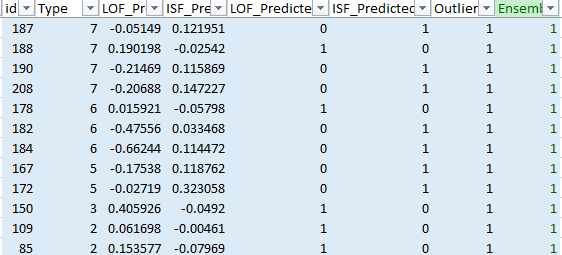 id Type LOF_Pr ISF_Pre LOF_Predicte ISF_Predicted Outlier Ensemb
187 7 -0.05149 0.121951 0 1 1 1
188 7 0.190198 -0.02542 1 0 1 1
190 7 -0.21469 0.115869 0 1 1 1
208 7 -0.20688 0.147227 0 1 1 1
178 6 0.015921 -0.05798 1 0 1 1
182 6 -0.47556 0.033468 0 1 1 1
184 6 -0.66244 0.114472 0 1 1 1
167 5 -0.17538 0.118762 0 1 1 1
172 5 -0.02719 0.323058 0 1 1 1
150 3 0.405926 -0.0492 1 0 1 1
109 2 0.061698 -0.00461 1 0 1 1
85 2 0.153577 -0.07969 1 0 1 1